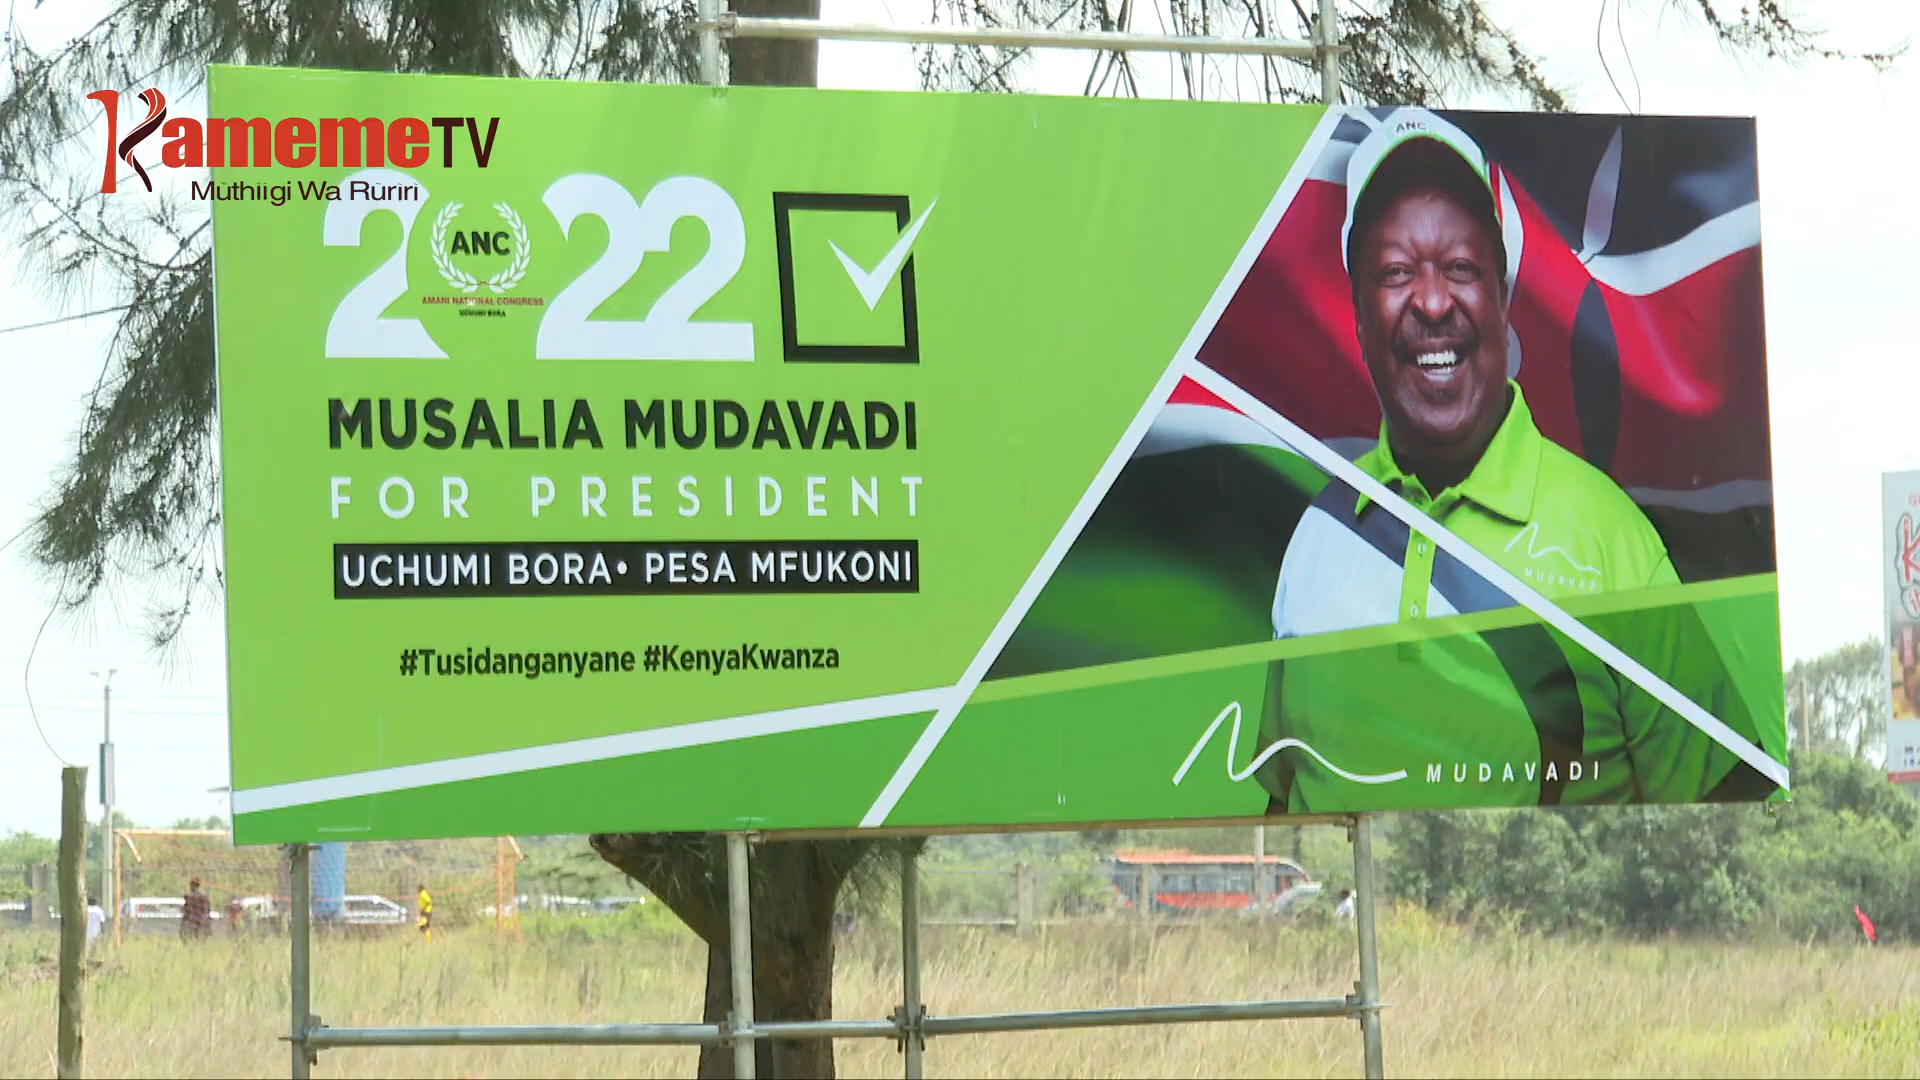 KamemeTV
Mũthiigi Wa Rũrĩrĩ
2022
ANC
AMANI NATIONAL CONGRESS
UCHUMI BORA
MUSALIA MUDAVADI
FOR PRESIDENT
UCHUMI BORA• PESA MFUKONI
#Tusidanganyane #KenyaKwanza
ANC
MUDAVADI
MUDAVADI